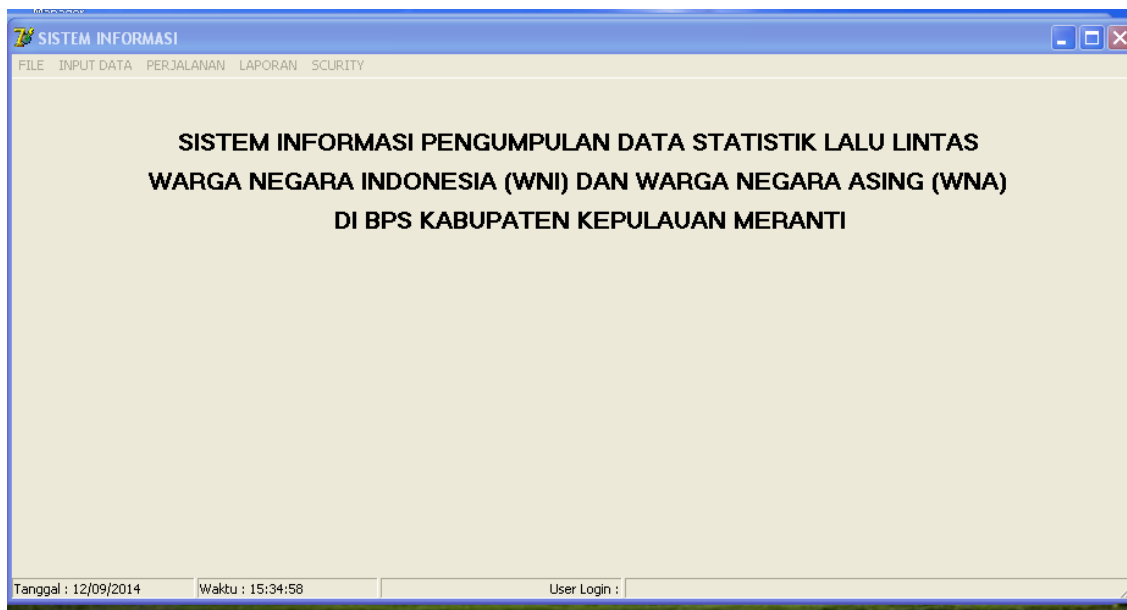 Manager
SISTEM INFORMASI
FILE INPUT DATA PERJALANAN LAPORAN SCURITY
SISTEM INFORMASI PENGUMPULAN DATA STATISTIK LALU LINTAS
WARGA NEGARA INDONESIA (WNI) DAN WARGA NEGARA ASING (WNA)
DI BPS KABUPATEN KEPULAUAN MERANTI
Tanggal : 12/09/2014 Waktu : 15:34:58 User Login :